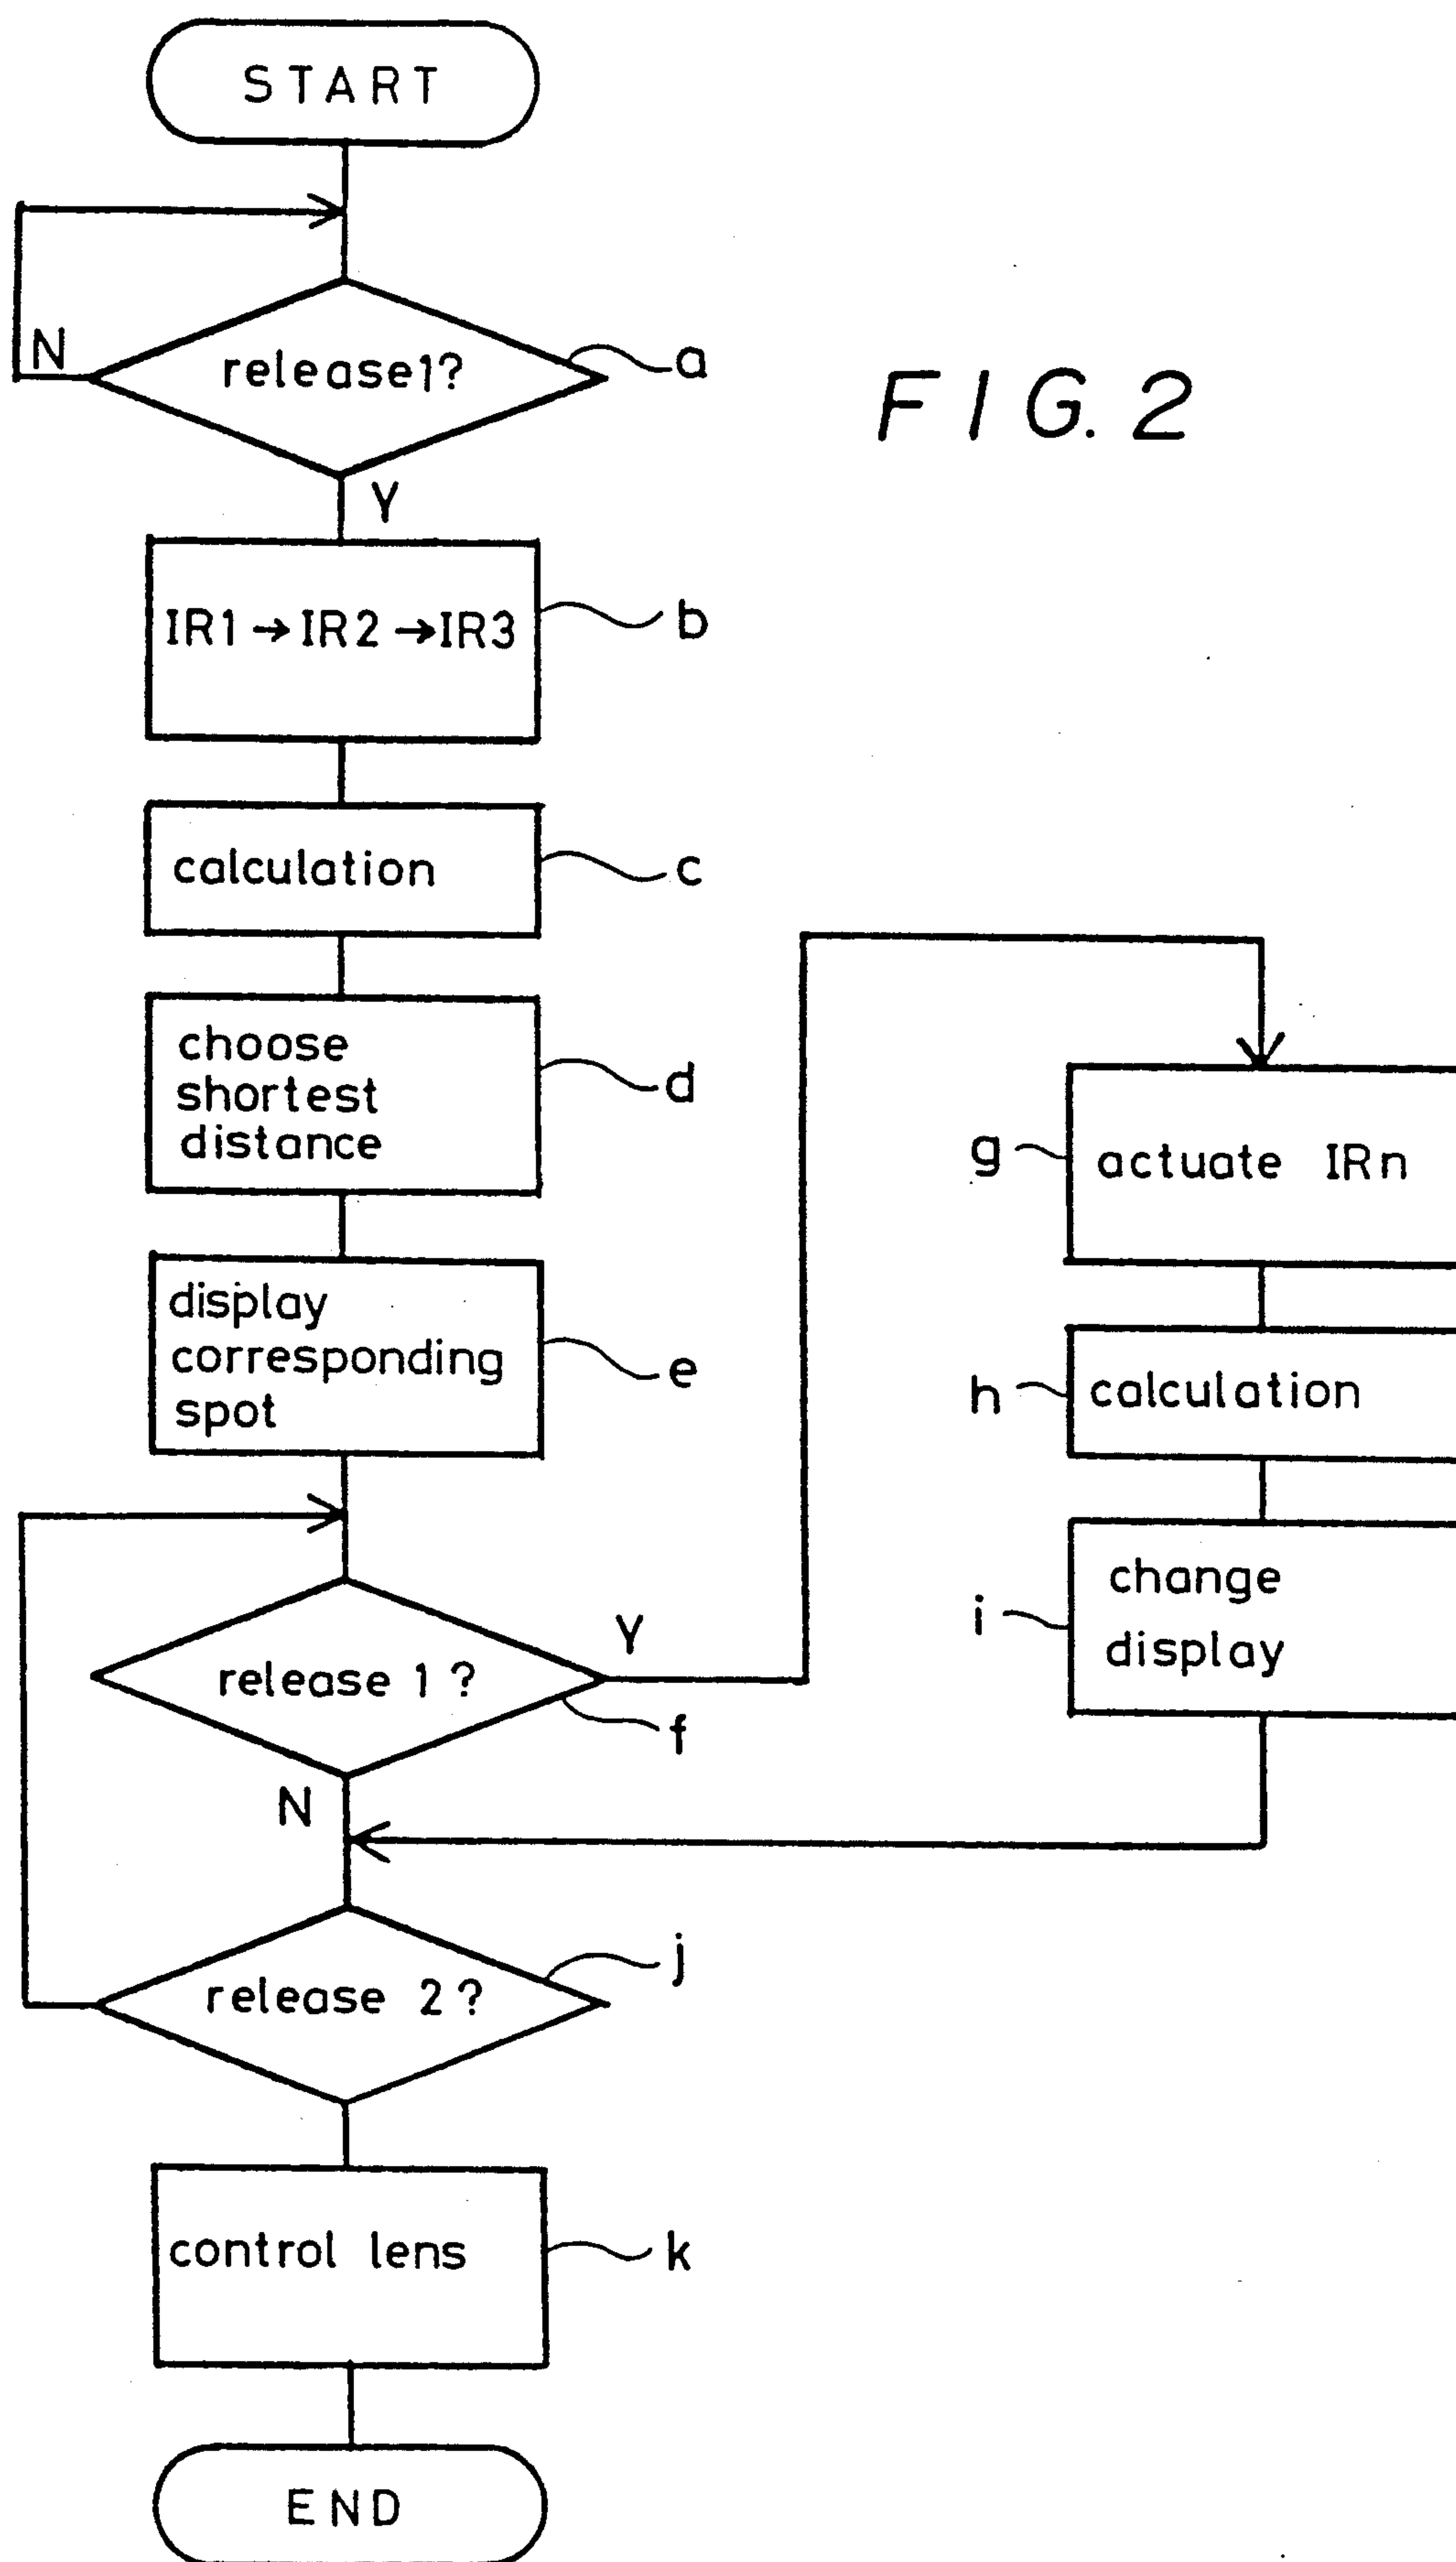 START
N
release1?
a
FIG. 2
Y
IR1→IR2→IR3
b
calculation
c
choose
shortest
distance
d
display
corresponding
spot
e
release 1?
Y
f
N
g
actuate IRn
h
calculation
i
change
display
release 2?
j
control lens
k
END